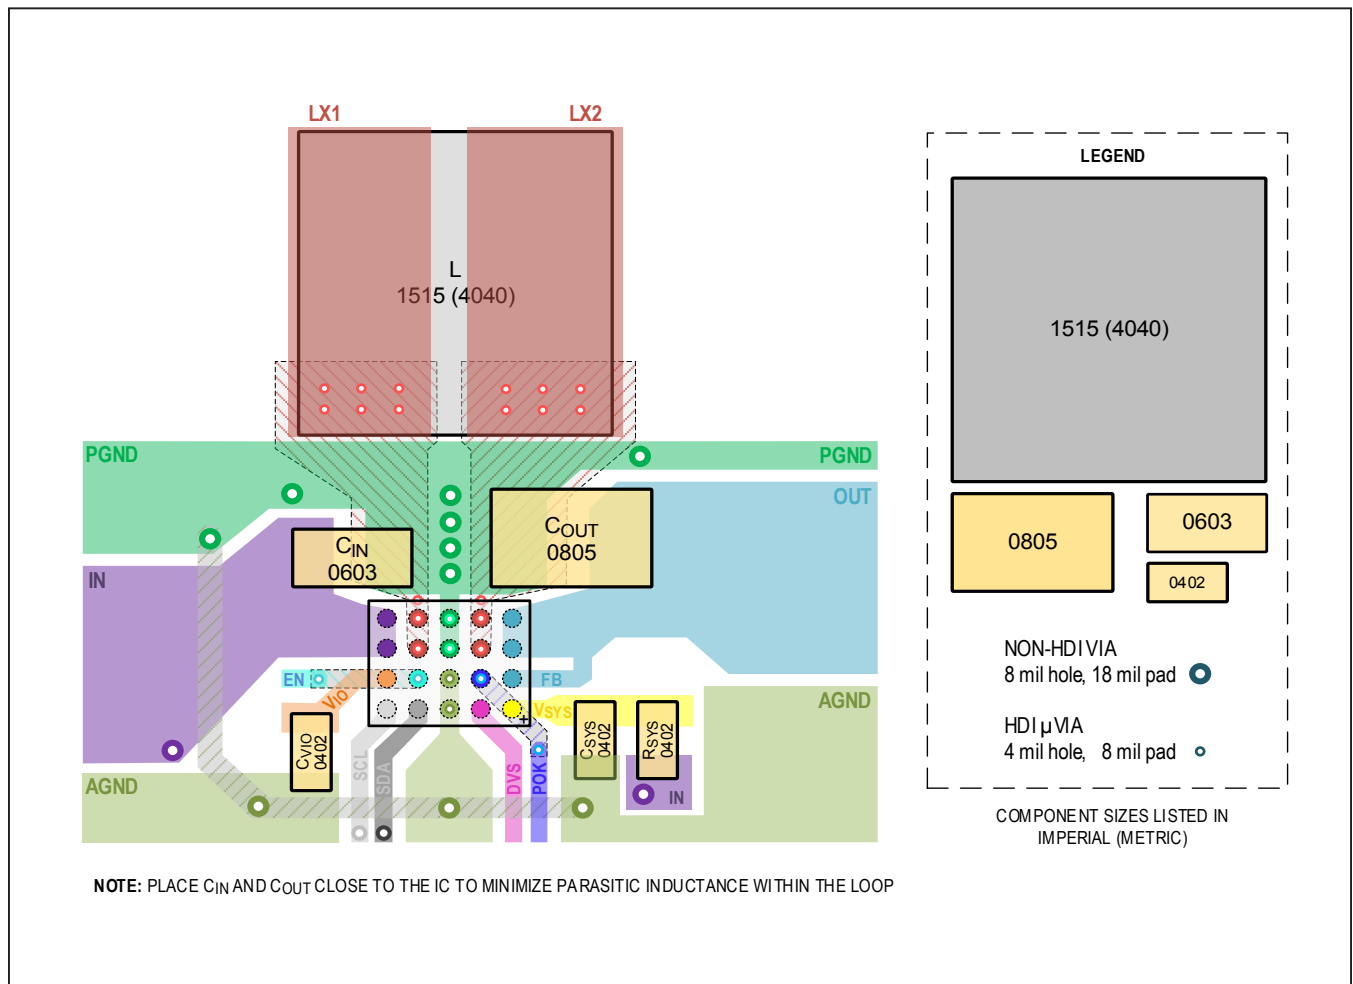 LX1
LX2
L
1515 (4040)
PGND
PGND
OUT
CIN
0603
COUT
0805
IN
EN
VIO
FB
VSYS
+
AGND
AGND
CVIO
0402
SCL
SDA
DVS
POK
CSYS
0402
RSYS
0402
IN
NOTE: PLACE CIN AND COUT CLOSE TO THE IC TO MINIMIZE PARASITIC INDUCTANCE WITHIN THE LOOP
LEGEND
1515 (4040)
0805
0603
0402
NON-HDI VIA
8 mil hole, 18 mil pad
HDI µVIA
4 mil hole, 8 mil pad
COMPONENT SIZES LISTED IN
IMPERIAL (METRIC)